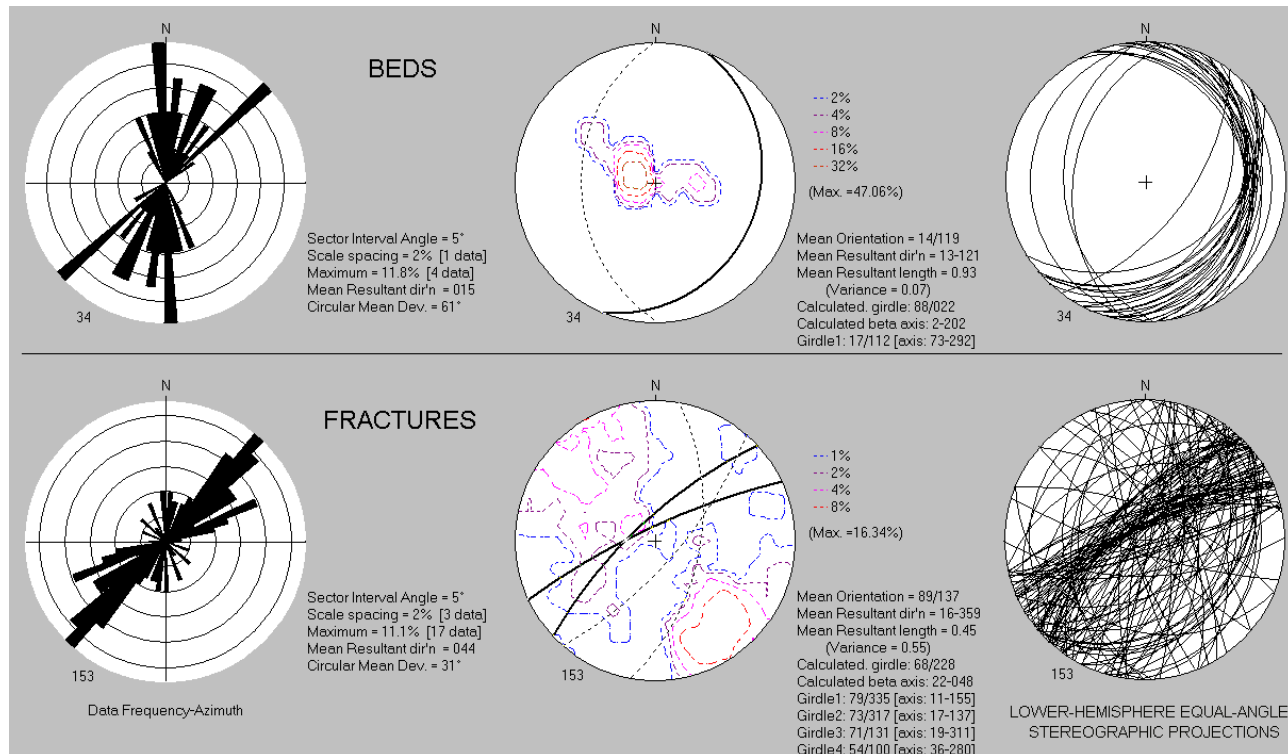 N
N
N
BEDS
2%
4%
8%
16%
32%
(Max. =47.06%)
Sector Interval Angle = 5°
Scale spacing = 2% [1 data]
Maximum = 11.8% [4 data]
Mean Resultant dir'n = 015
Circular Mean Dev. = 61°
34
34
Mean Orientation = 14/119
Mean Resultant dir'n = 13-121
Mean Resultant length = 0.93
(Variance = 0.07)
Calculated. girdle: 88/022
Calculated beta axis: 2-202
Girdle1: 17/112 [axis: 73-292]
34
N
N
N
FRACTURES
1%
2%
4%
8%
(Max. =16.34%)
Sector Interval Angle = 5°
Scale spacing = 2% [3 data]
Maximum = 11.1% [17 data]
Mean Resultant dir'n = 044
Circular Mean Dev. = 31°
153
153
Mean Orientation = 89/137
Mean Resultant dir'n = 16-359
Mean Resultant length = 0.45
(Variance = 0.55)
Calculated. girdle: 68/228
Calculated beta axis: 22-048
Girdle1: 79/335 [axis: 11-155]
Girdle2: 73/317 [axis: 17-137]
Girdle3: 71/131 [axis: 19-311]
Girdle4: 54/100 [axis: 36-280]
153
Data Frequency-Azimuth
LOWER-HEMISPHERE EQUAL-ANGLE
STEREOGRAPHIC PROJECTIONS